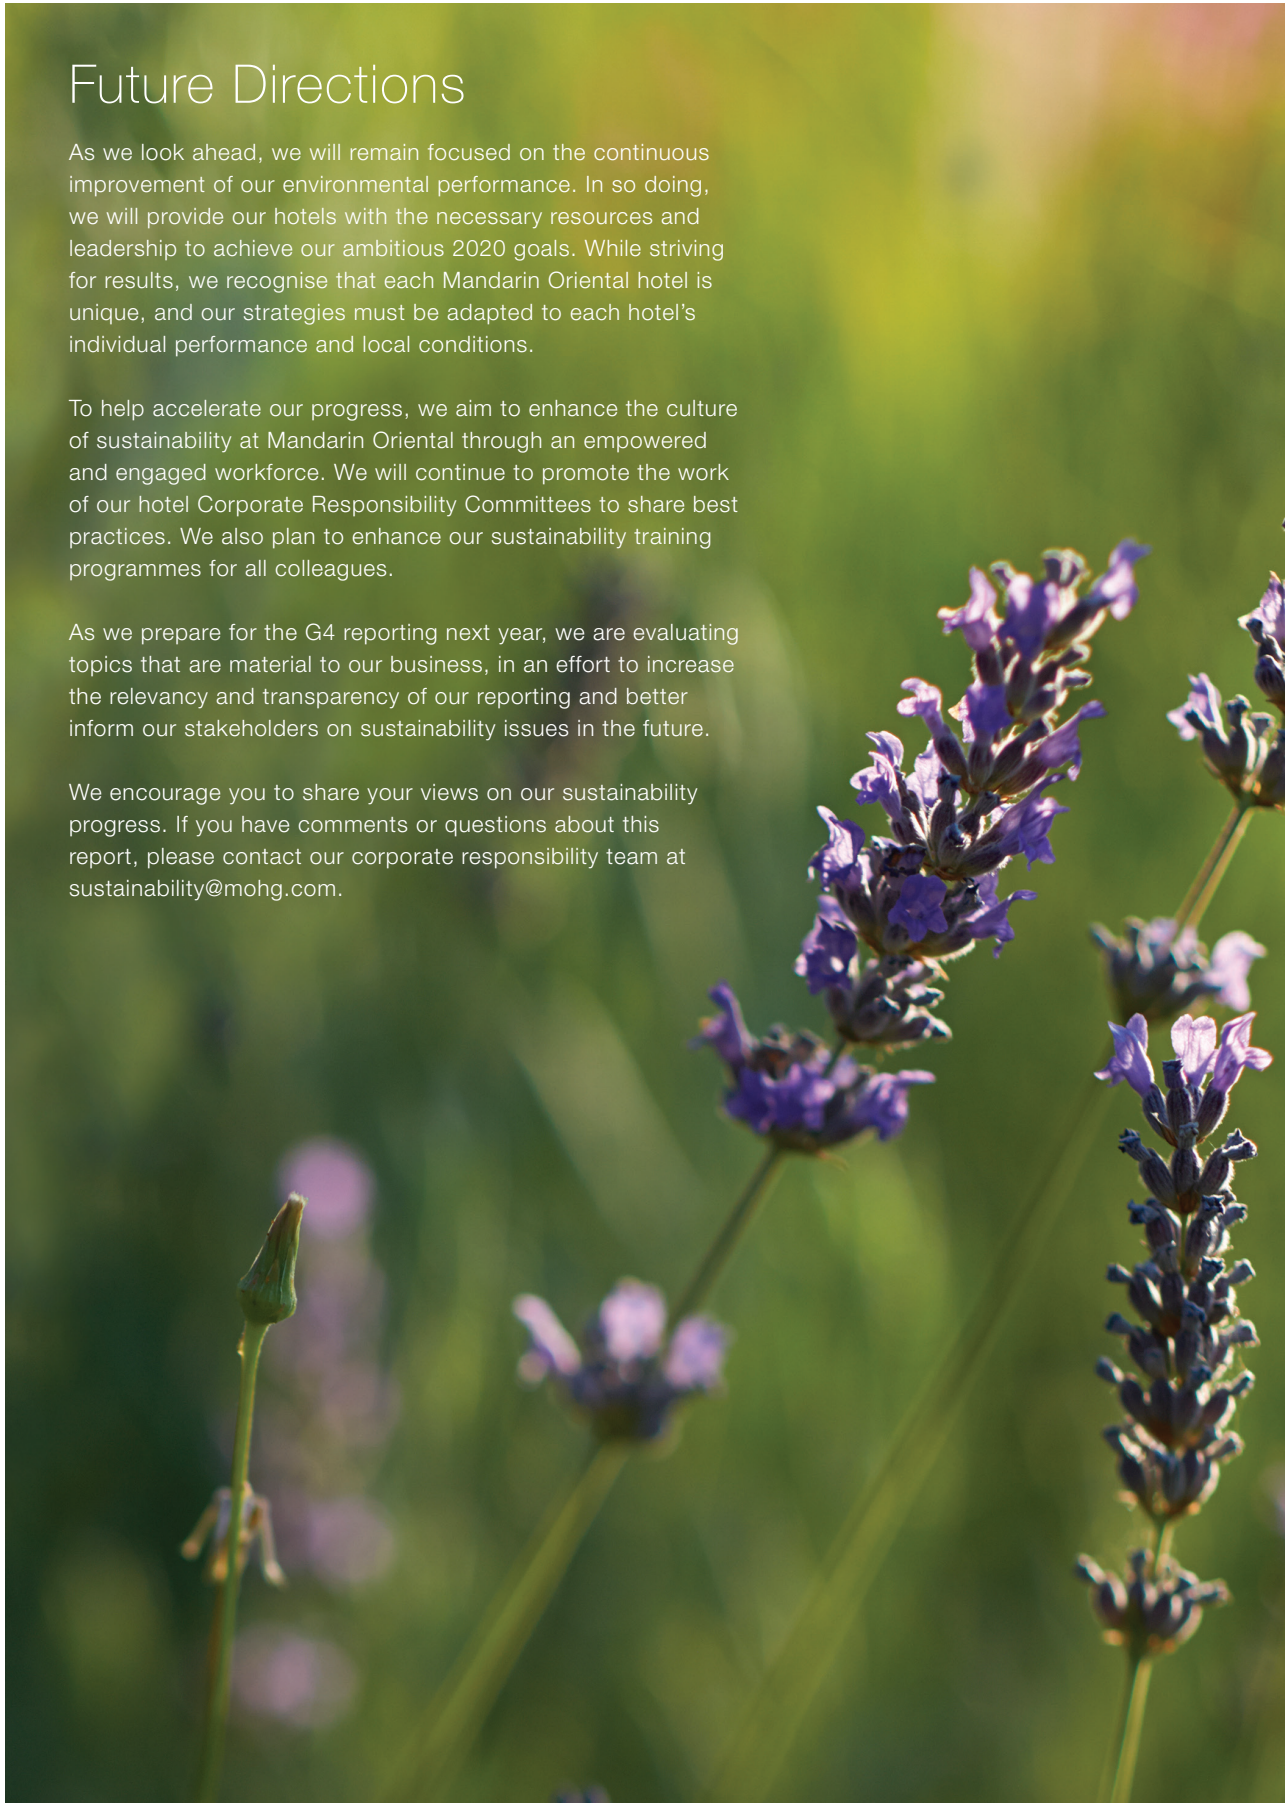 Future Directions
As we look ahead, we will remain focused on the continuous
improvement of our environmental performance. In so doing,
we will provide our hotels with the necessary resources and
leadership to achieve our ambitious 2020 goals. While striving
for results, we recognise that each Mandarin Oriental hotel is
unique, and our strategies must be adapted to each hotel’s
individual performance and local conditions.
To help accelerate our progress, we aim to enhance the culture
of sustainability at Mandarin Oriental through an empowered
and engaged workforce. We will continue to promote the work
of our hotel Corporate Responsibility Committees to share best
practices. We also plan to enhance our sustainability training
programmes for all colleagues.
As we prepare for the G4 reporting next year, we are evaluating
topics that are material to our business, in an effort to increase
the relevancy and transparency of our reporting and better
inform our stakeholders on sustainability issues in the future.
We encourage you to share your views on our sustainability
progress. If you have comments or questions about this
report, please contact our corporate responsibility team at
sustainability@mohg.com.